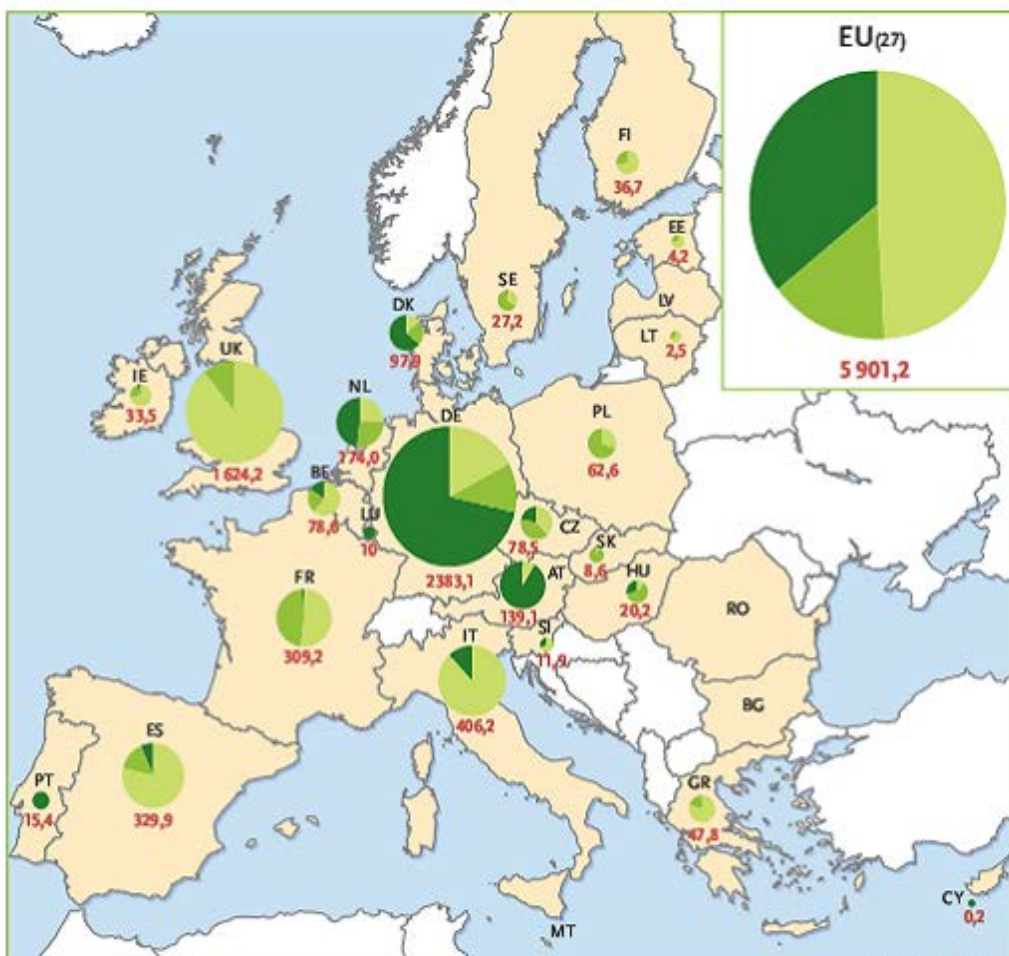 EU(27)
5 901,2
FI
36,7
EE
4,2
SE
27,2
LV
LT
2,5
DK
97,9
UK
1 624,2
IE
33,5
NL
174,0
DE
2383,1
PL
62,6
BE
78,6
LU
10
CZ
78,5
SK
8,6
AT
139,1
HU
20,2
RO
FR
309,2
SI
11,9
IT
406,2
BG
ES
329,9
PT
15,4
GR
47,8
CY
0,2
MT